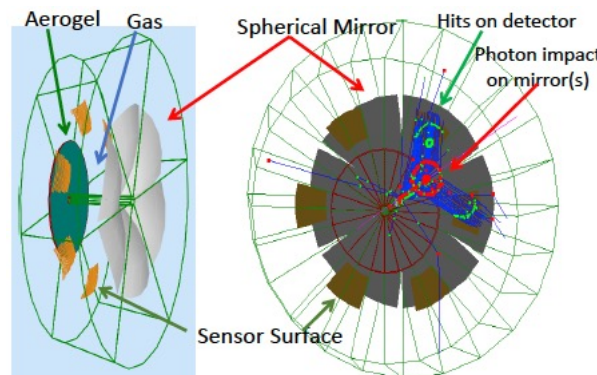 Aerogel
Gas
Spherical Mirror
Hits on detector
Photon impact
on mirror(s)
Sensor Surface